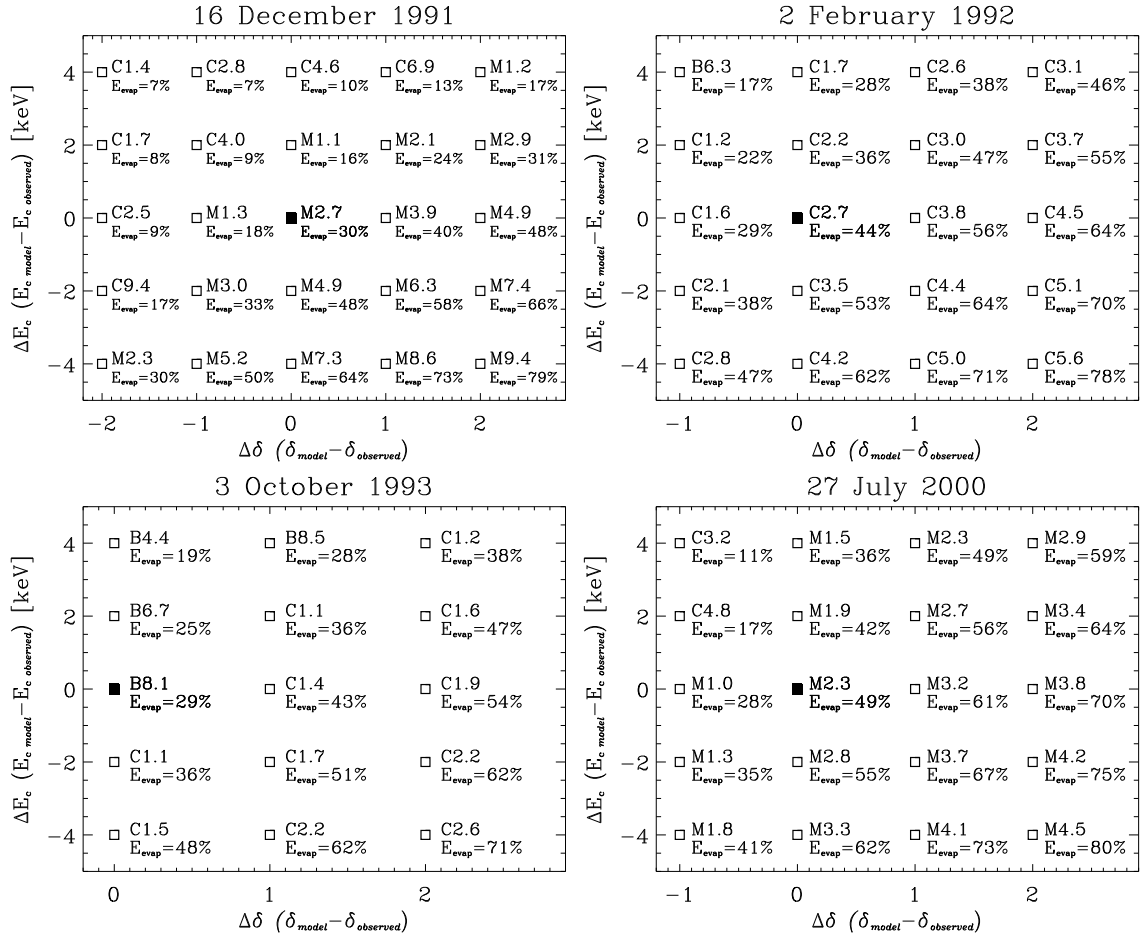 16 December 1991
ΔE_c (E_c model−E_c observed) [keV]
4
C1.4 C2.8 C4.6 C6.9 M1.2
E_evap=7% E_evap=7% E_evap=10% E_evap=13% E_evap=17%
2
C1.7 C4.0 M1.1 M2.1 M2.9
E_evap=8% E_evap=9% E_evap=16% E_evap=24% E_evap=31%
0
C2.5 M1.3 M2.7 M3.9 M4.9
E_evap=9% E_evap=18% E_evap=30% E_evap=40% E_evap=48%
−2
C9.4 M3.0 M4.9 M6.3 M7.4
E_evap=17% E_evap=33% E_evap=48% E_evap=58% E_evap=66%
−4
M2.3 M5.2 M7.3 M8.6 M9.4
E_evap=30% E_evap=50% E_evap=64% E_evap=73% E_evap=79%
−2 −1 0 1 2
Δδ (δ_model−δ_observed)
2 February 1992
ΔE_c (E_c model−E_c observed) [keV]
4
B6.3 C1.7 C2.6 C3.1
E_evap=17% E_evap=28% E_evap=38% E_evap=46%
2
C1.2 C2.2 C3.0 C3.7
E_evap=22% E_evap=36% E_evap=47% E_evap=55%
0
C1.6 C2.7 C3.8 C4.5
E_evap=29% E_evap=44% E_evap=56% E_evap=64%
−2
C2.1 C3.5 C4.4 C5.1
E_evap=38% E_evap=53% E_evap=64% E_evap=70%
−4
C2.8 C4.2 C5.0 C5.6
E_evap=47% E_evap=62% E_evap=71% E_evap=78%
−1 0 1 2
Δδ (δ_model−δ_observed)
3 October 1993
ΔE_c (E_c model−E_c observed) [keV]
4
B4.4 B8.5 C1.2
E_evap=19% E_evap=28% E_evap=38%
2
B6.7 C1.1 C1.6
E_evap=25% E_evap=36% E_evap=47%
0
B8.1 C1.4 C1.9
E_evap=29% E_evap=43% E_evap=54%
−2
C1.1 C1.7 C2.2
E_evap=36% E_evap=51% E_evap=62%
−4
C1.5 C2.2 C2.6
E_evap=48% E_evap=62% E_evap=71%
0 1 2
Δδ (δ_model−δ_observed)
27 July 2000
ΔE_c (E_c model−E_c observed) [keV]
4
C3.2 M1.5 M2.3 M2.9
E_evap=11% E_evap=36% E_evap=49% E_evap=59%
2
C4.8 M1.9 M2.7 M3.4
E_evap=17% E_evap=42% E_evap=56% E_evap=64%
0
M1.0 M2.3 M3.2 M3.8
E_evap=28% E_evap=49% E_evap=61% E_evap=70%
−2
M1.3 M2.8 M3.7 M4.2
E_evap=35% E_evap=55% E_evap=67% E_evap=75%
−4
M1.8 M3.3 M4.1 M4.5
E_evap=41% E_evap=62% E_evap=73% E_evap=80%
−1 0 1 2
Δδ (δ_model−δ_observed)